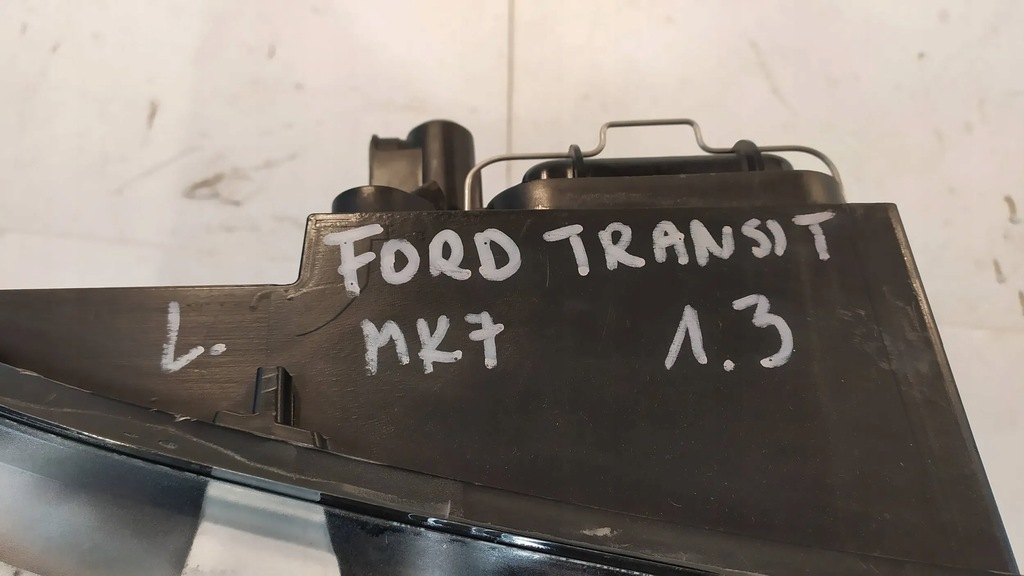 FORD TRANSIT
L. MK7 1.3